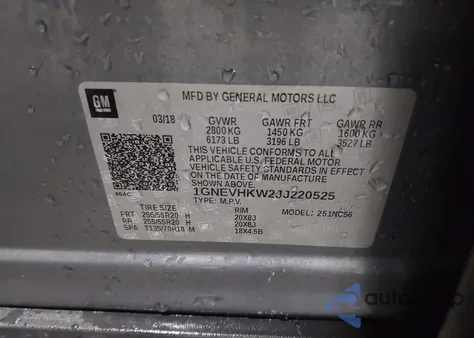 GM
MFD BY GENERAL MOTORS LLC
03/18 GVWR GAWR FRT GAWR RR
2800 KG 1450 KG 1600 KG
6173 LB 3196 LB 3527 LB
THIS VEHICLE CONFORMS TO ALL
APPLICABLE U.S. FEDERAL MOTOR
VEHICLE SAFETY STANDARDS IN
EFFECT ON THE DATE OF
MANUFACTURE SHOWN ABOVE.
464C 1GNEVHKW2JJ220525
TYPE: M.P.V. MODEL: 251NC56
TIRE SIZE RIM
FRT 255/55R20 H 20X8J
RR 255/55R20 H 20X8J
SPA T135/70R18 M 18X4.5B